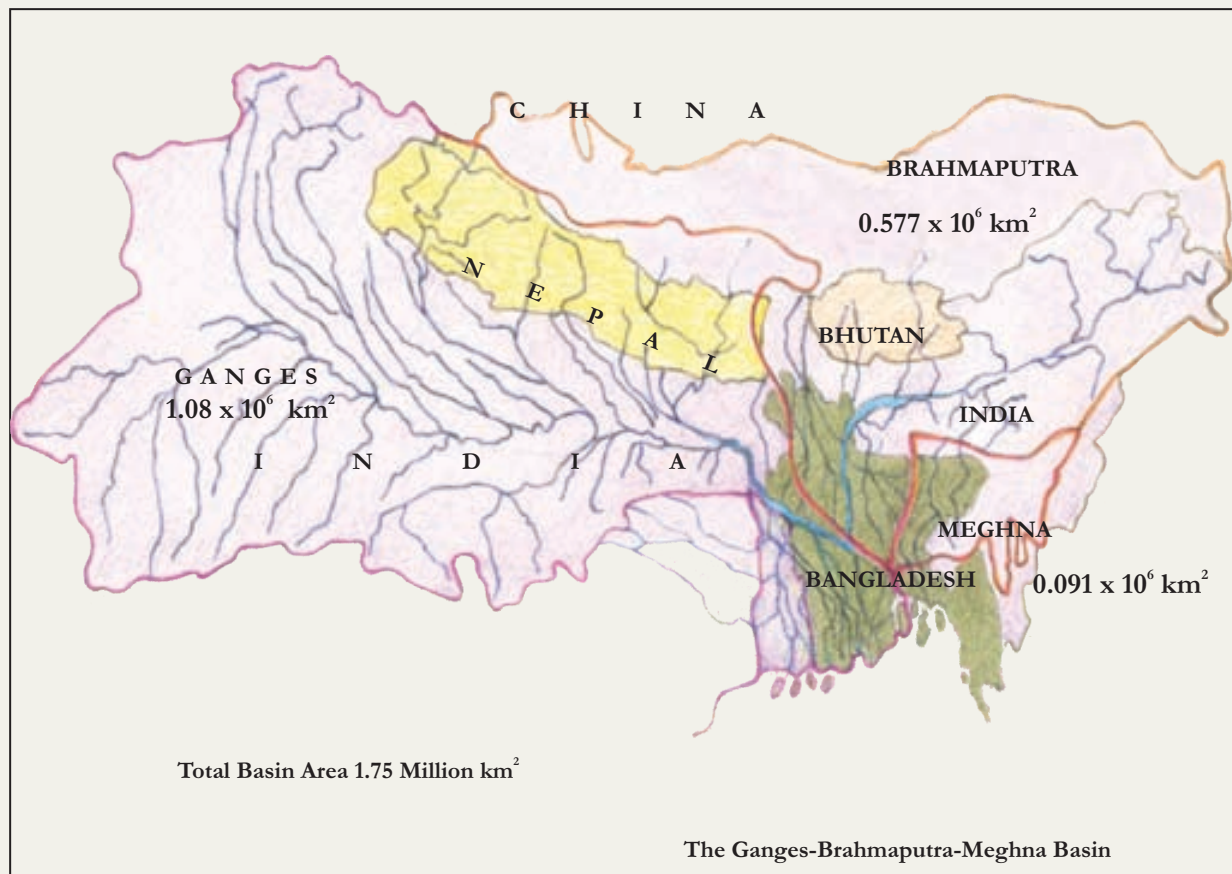 C H I N A
BRAHMAPUTRA
0.577 x 10⁶ km²
N E P A L
BHUTAN
G A N G E S
1.08 x 10⁶ km²
INDIA
I N D I A
MEGHNA
BANGLADESH
0.091 x 10⁶ km²
Total Basin Area 1.75 Million km²
The Ganges-Brahmaputra-Meghna Basin